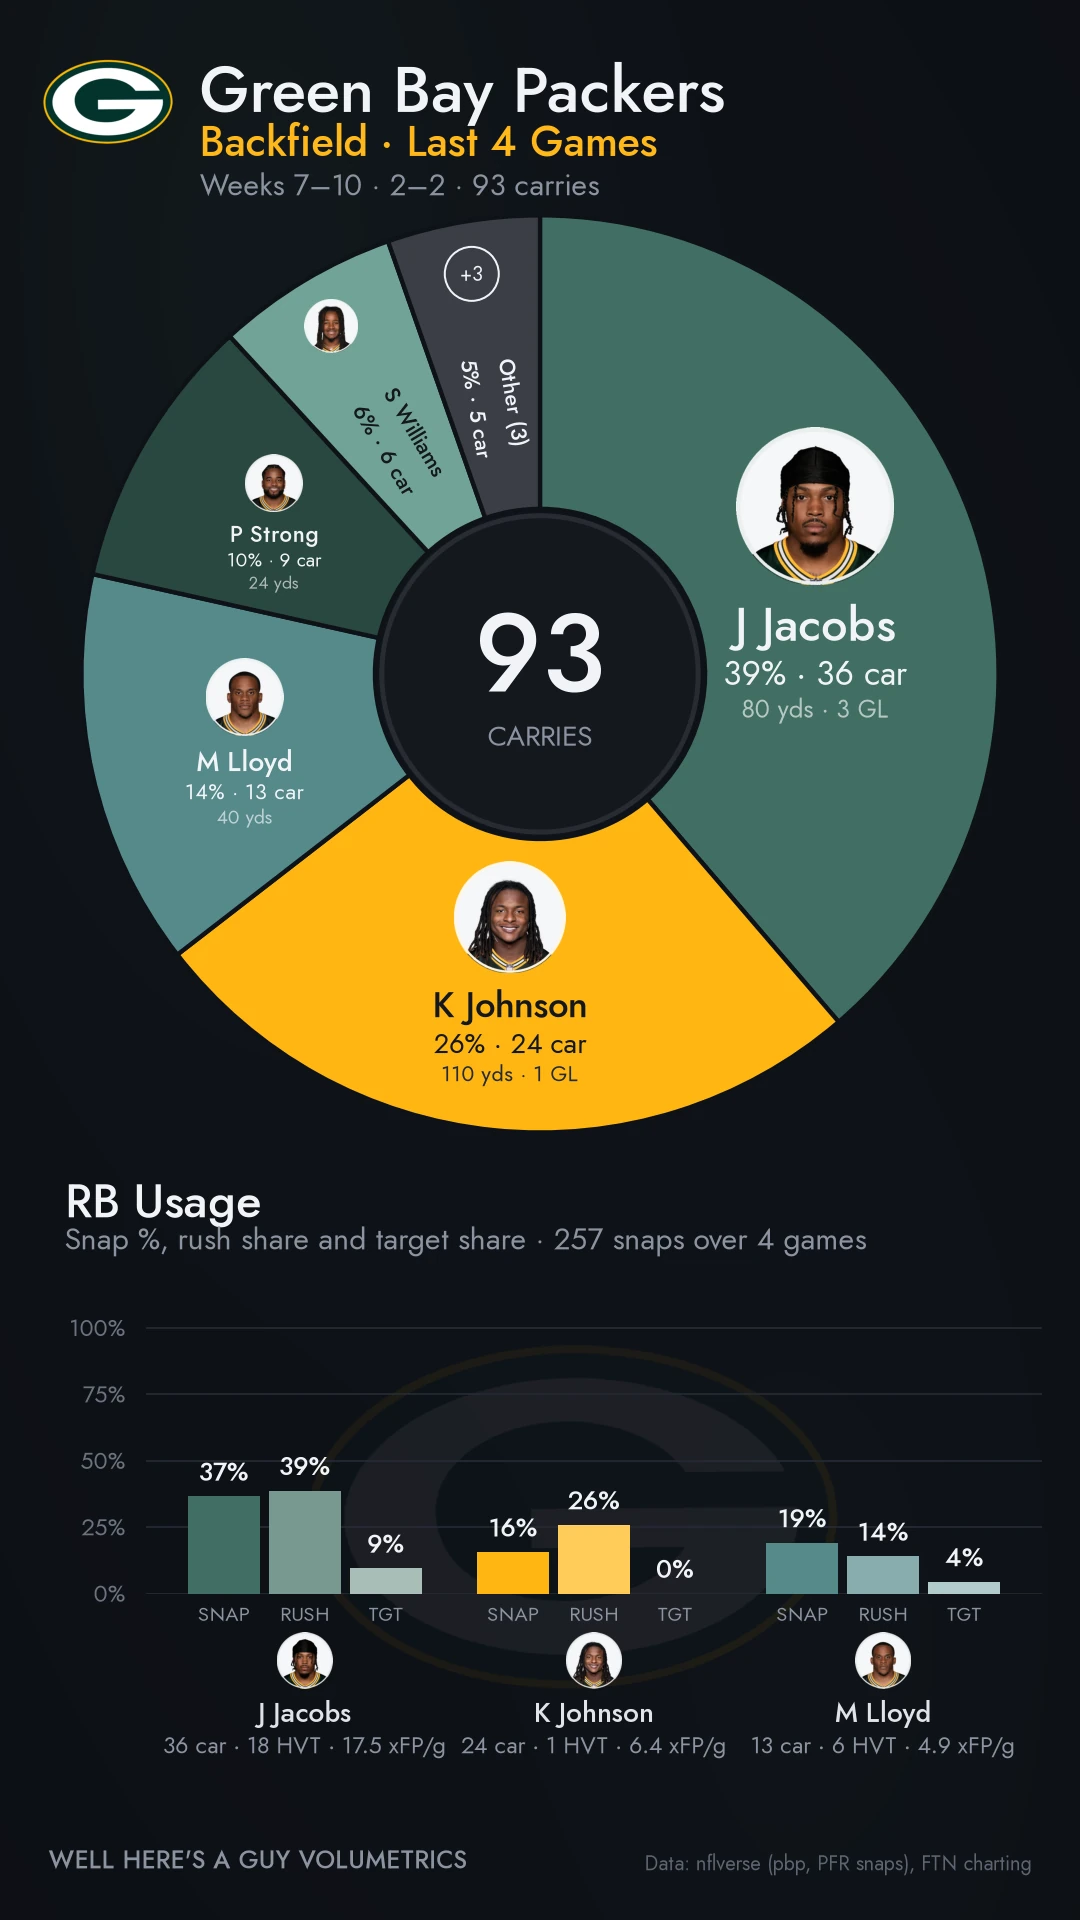 Green Bay Packers
Backfield · Last 4 Games
Weeks 7–10 · 2–2 · 93 carries
+3
Other (3)
5% · 5 car
S Williams
6% · 6 car
P Strong
10% · 9 car
24 yds
J Jacobs
39% · 36 car
80 yds · 3 GL
93
CARRIES
M Lloyd
14% · 13 car
40 yds
K Johnson
26% · 24 car
110 yds · 1 GL
RB Usage
Snap %, rush share and target share · 257 snaps over 4 games
100%
75%
50%
25%
0%
37% 39% 9% 16% 26% 0% 19% 14% 4%
SNAP RUSH TGT SNAP RUSH TGT SNAP RUSH TGT
J Jacobs K Johnson M Lloyd
36 car · 18 HVT · 17.5 xFP/g 24 car · 1 HVT · 6.4 xFP/g 13 car · 6 HVT · 4.9 xFP/g
WELL HERE'S A GUY VOLUMETRICS
Data: nflverse (pbp, PFR snaps), FTN charting